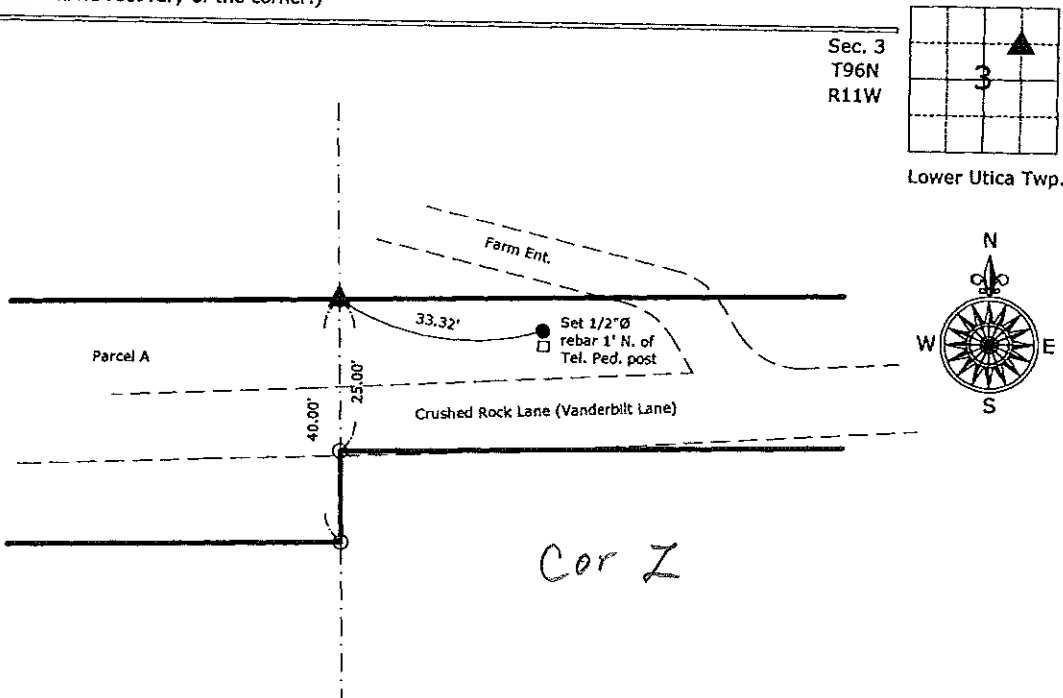 recovery of the corner.)
Sec. 3
T96N
R11W
3
Lower Utica Twp.
N
W
E
S
Farm Ent.
33.32'
Set 1/2"Ø
rebar 1' N. of
Tel. Ped. post
Parcel A
25.00'
40.00'
Crushed Rock Lane (Vanderbilt Lane)
Cor Z